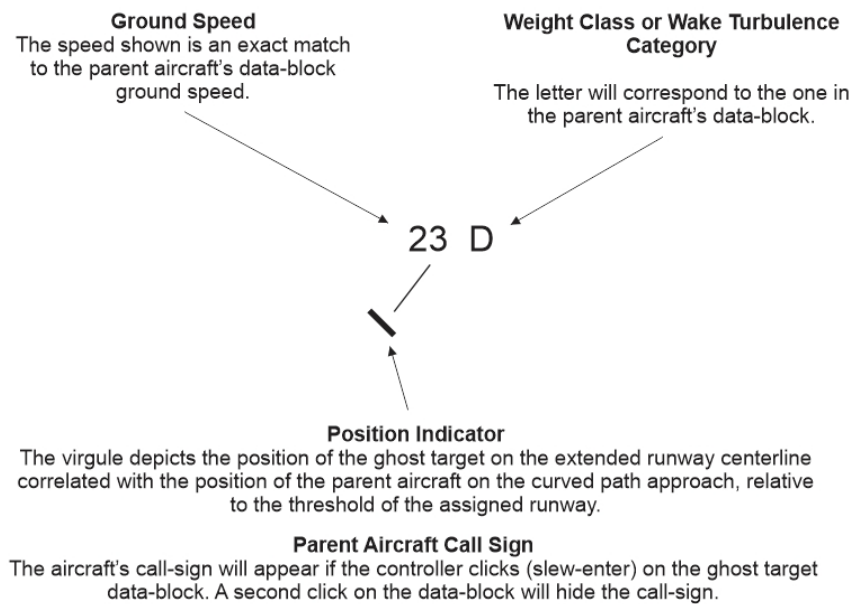 Ground Speed
The speed shown is an exact match
to the parent aircraft's data-block
ground speed.
Weight Class or Wake Turbulence
Category
The letter will correspond to the one in
the parent aircraft's data-block.
23 D
Position Indicator
The virgule depicts the position of the ghost target on the extended runway centerline
correlated with the position of the parent aircraft on the curved path approach, relative
to the threshold of the assigned runway.
Parent Aircraft Call Sign
The aircraft's call-sign will appear if the controller clicks (slew-enter) on the ghost target
data-block. A second click on the data-block will hide the call-sign.